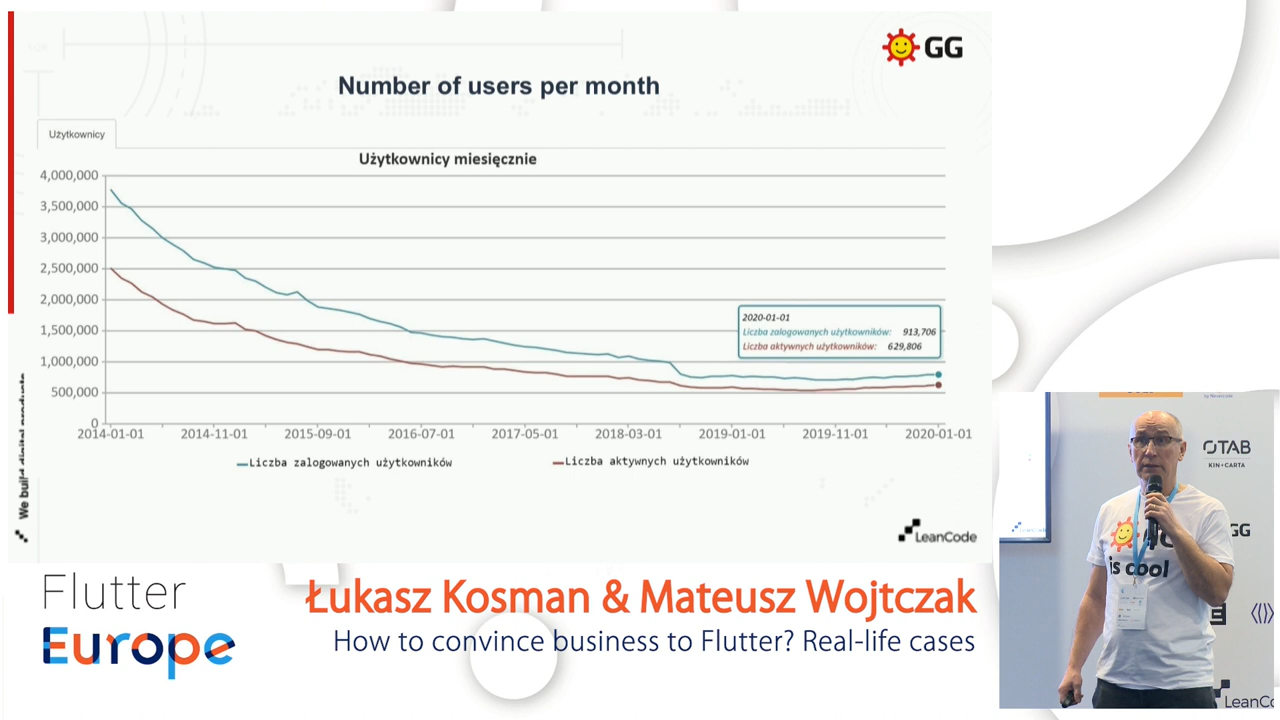 GG
Number of users per month
Użytkownicy
Użytkownicy miesięcznie
4,000,000
3,500,000
3,000,000
2,500,000
2,000,000
1,500,000
1,000,000
500,000
0
2020-01-01
Liczba zalogowanych użytkowników: 913,706
Liczba aktywnych użytkowników: 629,806
2014-01-01 2014-11-01 2015-09-01 2016-07-01 2017-05-01 2018-03-01 2019-01-01 2019-11-01 2020-01-01
Liczba zalogowanych użytkowników Liczba aktywnych użytkowników
We build digital products
LeanCode
Flutter
Europe
Łukasz Kosman & Mateusz Wojtczak
How to convince business to Flutter? Real-life cases
TAB
KIN+CARTA
GG
is cool
LeanCo